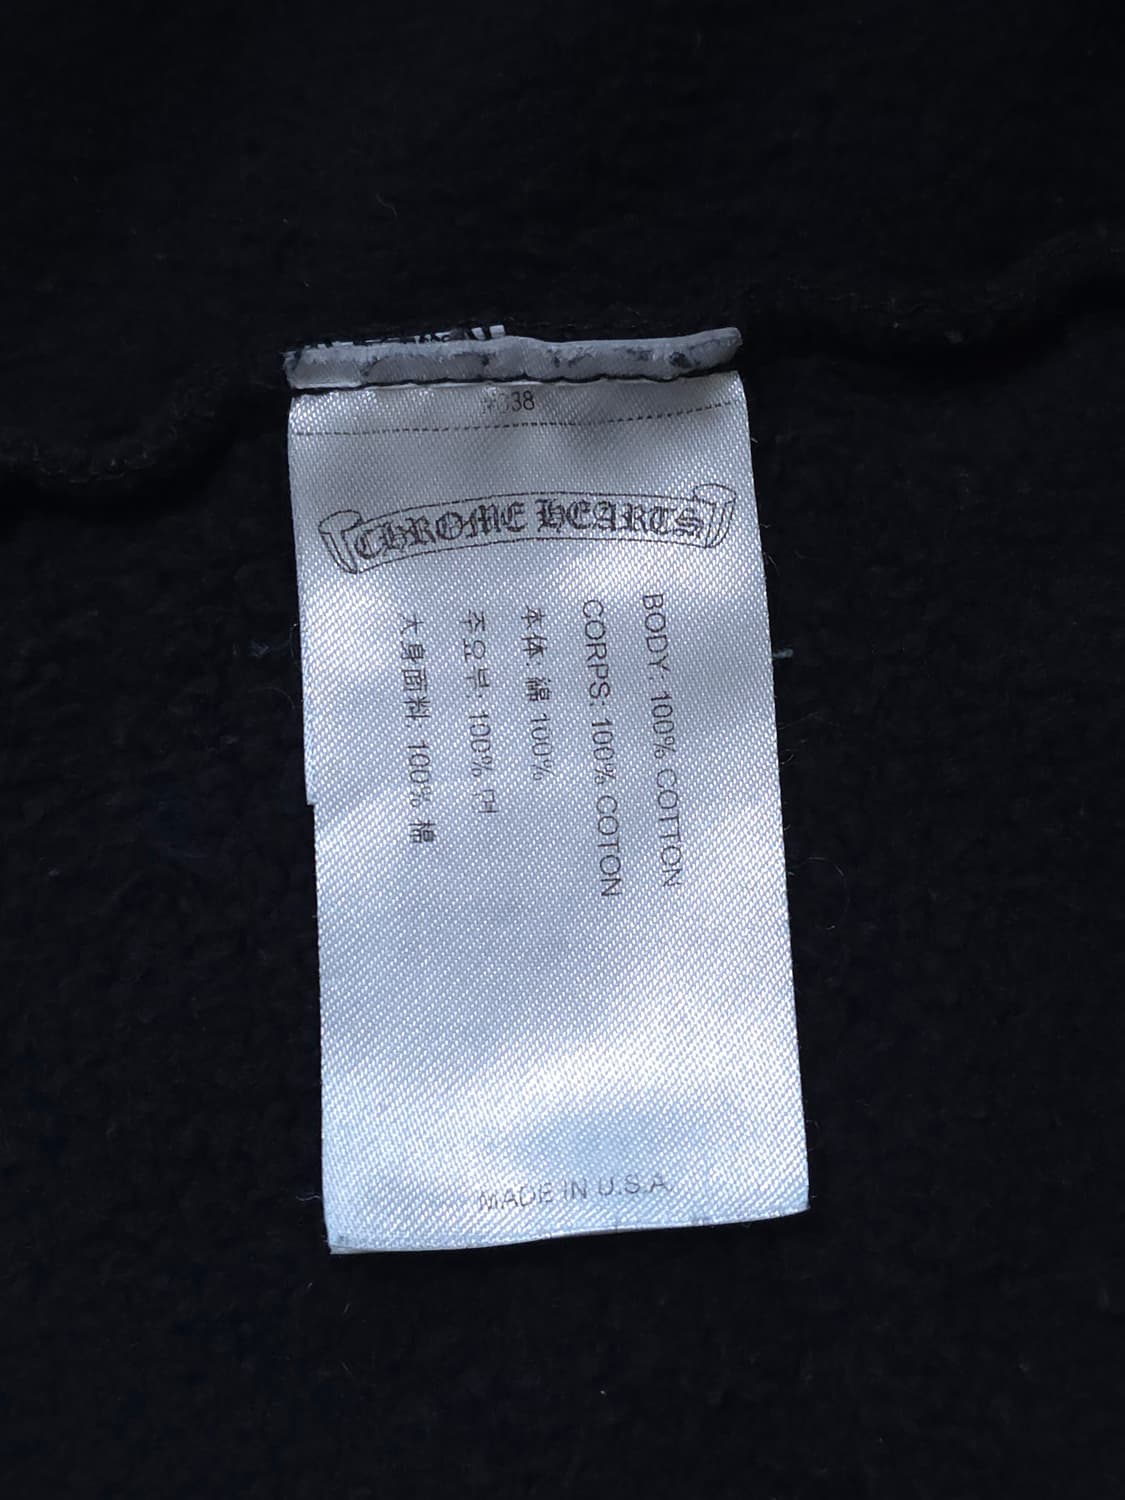 38
CHROME HEARTS
BODY: 100% COTTON
CORPS: 100% COTON
本体: 綿 100%
주요부: 100% 면
大身面料 100% 棉
MADE IN U.S.A.